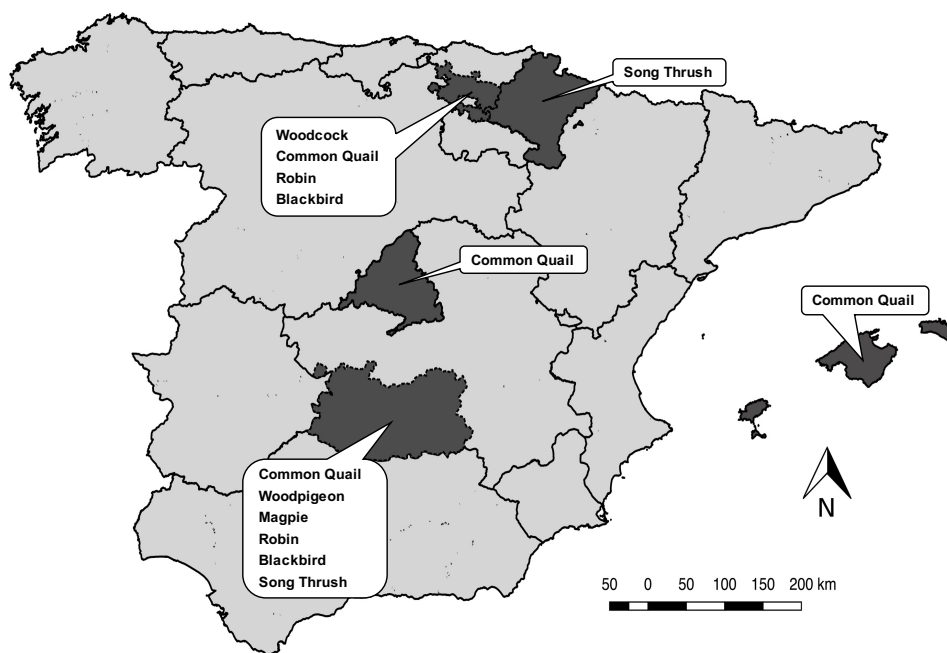 Song Thrush
Woodcock
Common Quail
Robin
Blackbird
Common Quail
Common Quail
Common Quail
Woodpigeon
Magpie
Robin
Blackbird
Song Thrush
N
50 0 50 100 150 200 km